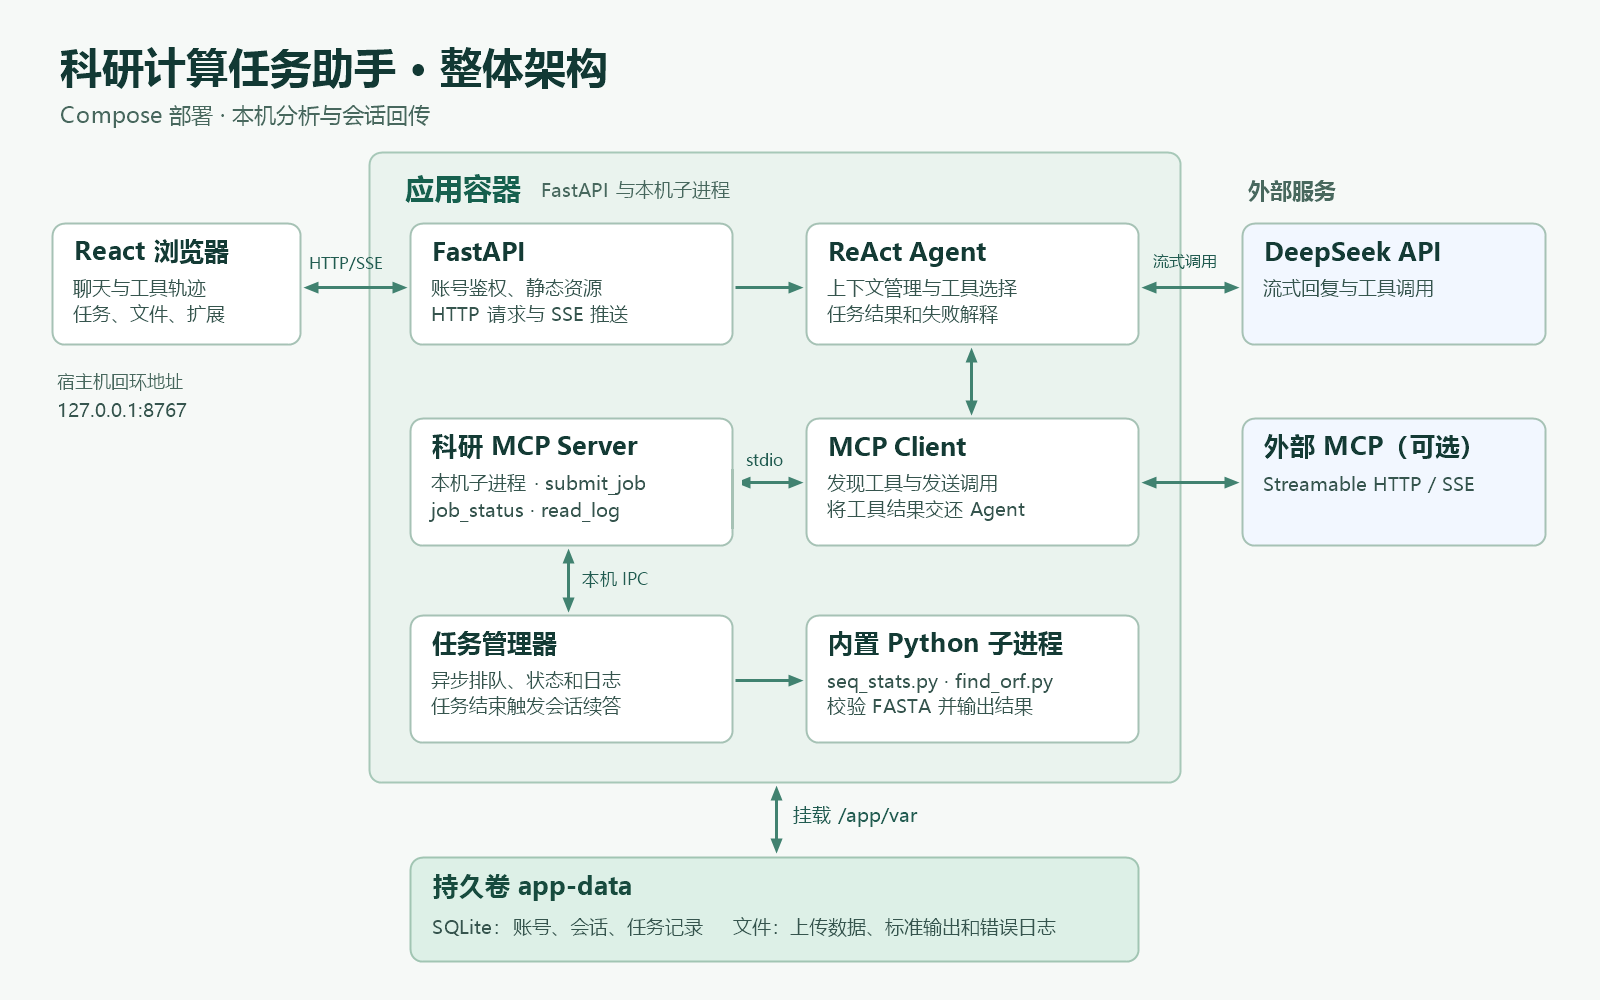 科研计算任务助手 • 整体架构
Compose 部署 · 本机分析与会话回传
应用容器 FastAPI 与本机子进程
外部服务
React 浏览器
聊天与工具轨迹
任务、文件、扩展
HTTP/SSE
FastAPI
账号鉴权、静态资源
HTTP 请求与 SSE 推送
ReAct Agent
上下文管理与工具选择
任务结果和失败解释
流式调用
DeepSeek API
流式回复与工具调用
宿主机回环地址
127.0.0.1:8767
科研 MCP Server
本机子进程 · submit_job
job_status · read_log
stdio
MCP Client
发现工具与发送调用
将工具结果交还 Agent
外部 MCP（可选）
Streamable HTTP / SSE
本机 IPC
任务管理器
异步排队、状态和日志
任务结束触发会话续答
内置 Python 子进程
seq_stats.py · find_orf.py
校验 FASTA 并输出结果
挂载 /app/var
持久卷 app-data
SQLite：账号、会话、任务记录 文件：上传数据、标准输出和错误日志